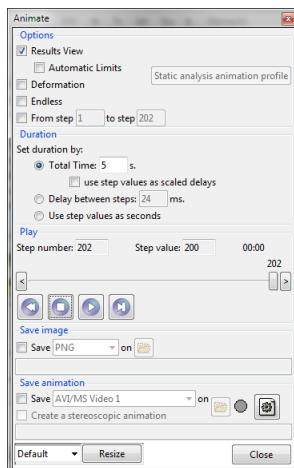 Animate
Options
Results View
Automatic Limits
Static analysis animation profile
Deformation
Endless
From step 1 to step 202
Duration
Set duration by:
Total Time: 5 s.
use step values as scaled delays
Delay between steps: 24 ms.
Use step values as seconds
Play
Step number: 202 Step value: 200 00:00
202
< >
Save image
Save PNG on
Save animation
Save AVI/MS Video 1 on
Create a stereoscopic animation
Default Resize Close